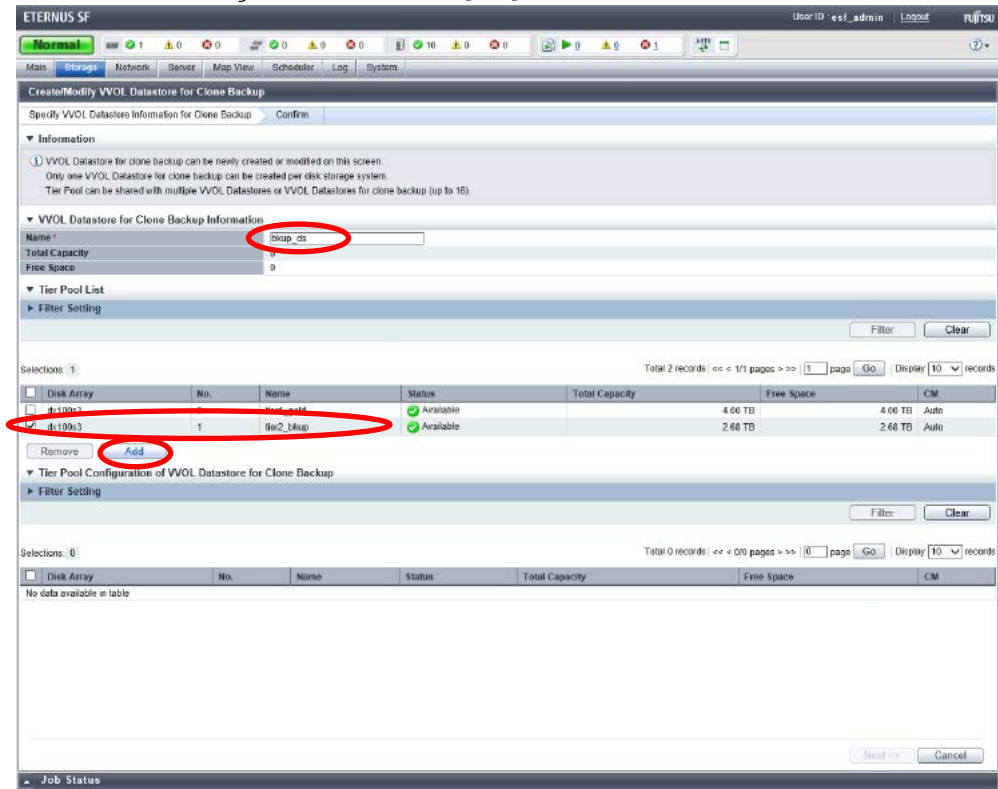 ETERNUS SF User ID : esf_admin Logout FUJITSU
Normal 1 0 0 0 0 0 10 0 0 0 0 1
Main Storage Network Server Map View Scheduler Log System
Create/Modify VVOL Datastore for Clone Backup
Specify VVOL Datastore Information for Clone Backup Confirm
▼ Information
VVOL Datastore for clone backup can be newly created or modified on this screen.
Only one VVOL Datastore for clone backup can be created per disk storage system.
Tier Pool can be shared with multiple VVOL Datastores or VVOL Datastores for clone backup (up to 16).
▼ VVOL Datastore for Clone Backup Information
Name * bkup_ds
Total Capacity 0
Free Space 0
▼ Tier Pool List
► Filter Setting
Filter Clear
Selections: 1 Total 2 records << < 1/1 pages > >> 1 page Go Display 10 records
Disk Array No. Name Status Total Capacity Free Space CM
dx100s3 Available 4.00 TB 4.00 TB Auto
dx100s3 1 tier2_bkup Available 2.68 TB 2.68 TB Auto
Remove Add
▼ Tier Pool Configuration of VVOL Datastore for Clone Backup
► Filter Setting
Filter Clear
Selections: 0 Total 0 records << < 0/0 pages > >> 0 page Go Display 10 records
Disk Array No. Name Status Total Capacity Free Space CM
No data available in table
Next >> Cancel
Job Status